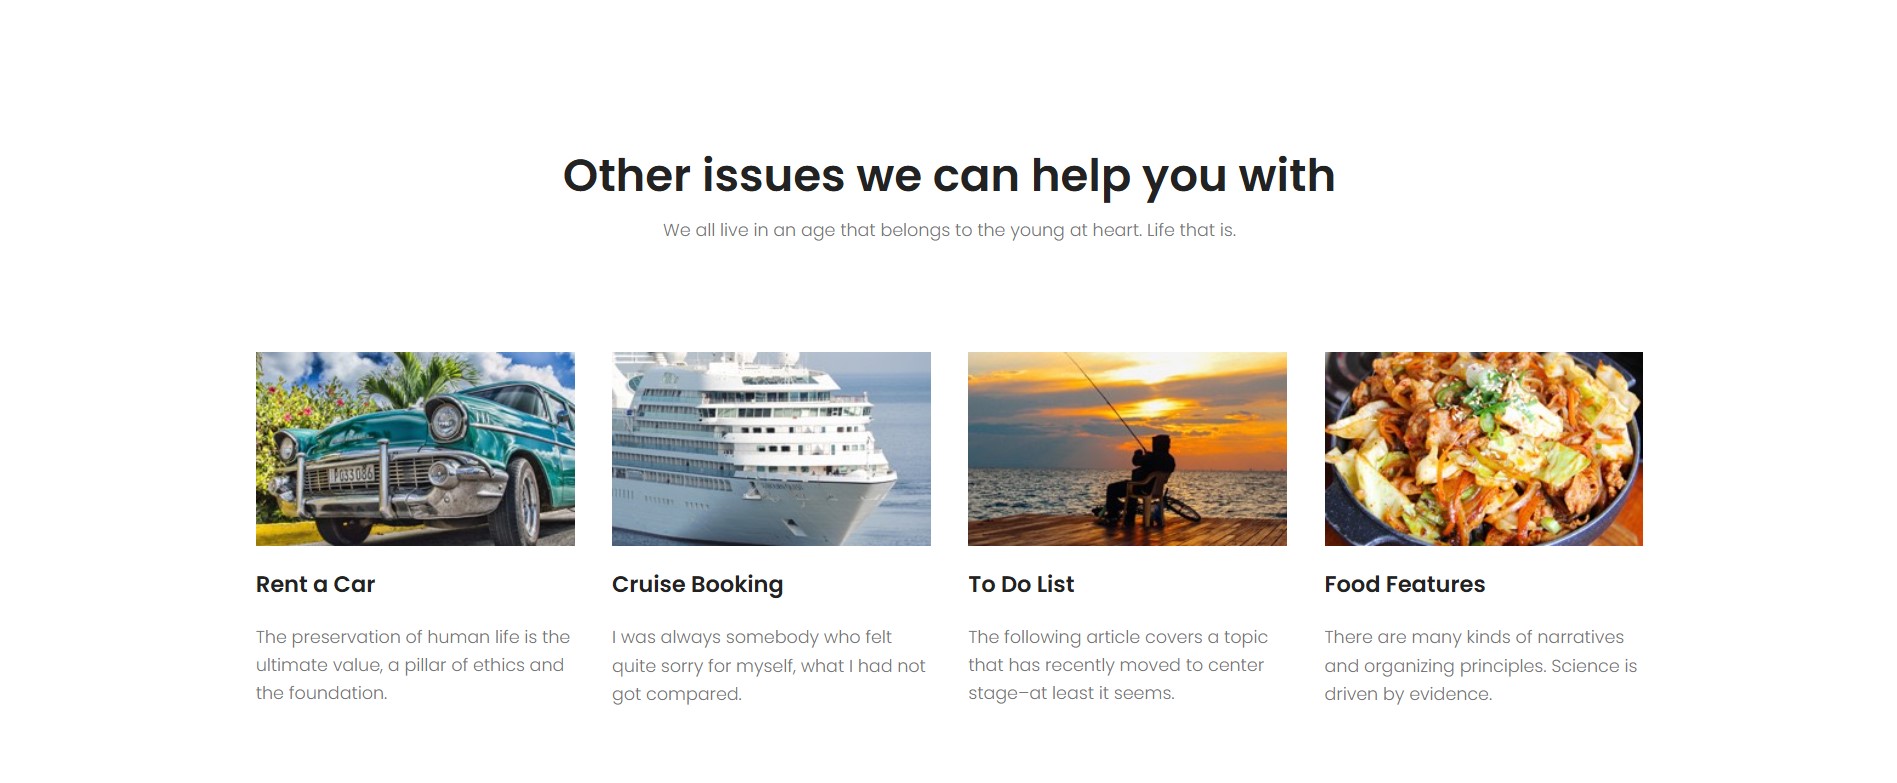 Other issues we can help you with
We all live in an age that belongs to the young at heart. Life that is.
P033086
Rent a Car
The preservation of human life is the
ultimate value, a pillar of ethics and
the foundation.
Cruise Booking
I was always somebody who felt
quite sorry for myself, what I had not
got compared.
To Do List
The following article covers a topic
that has recently moved to center
stage–at least it seems.
Food Features
There are many kinds of narratives
and organizing principles. Science is
driven by evidence.